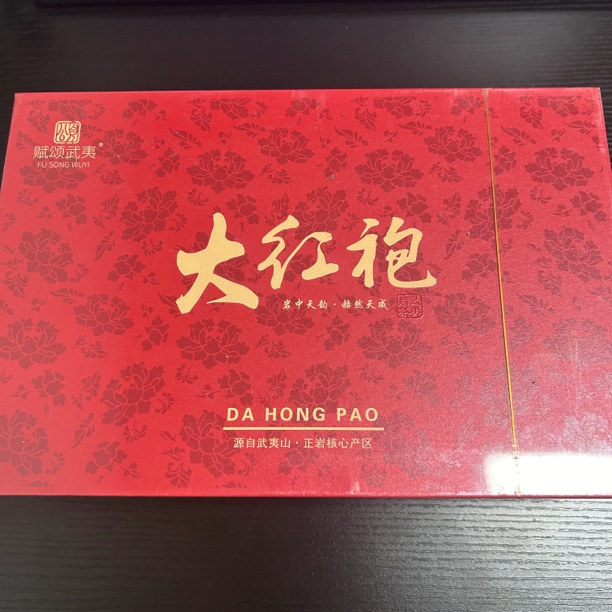 赋颂武夷®
FU SONG WUYI
大红袍
岩中天韵·赫然天成
DA HONG PAO
源自武夷山·正岩核心产区